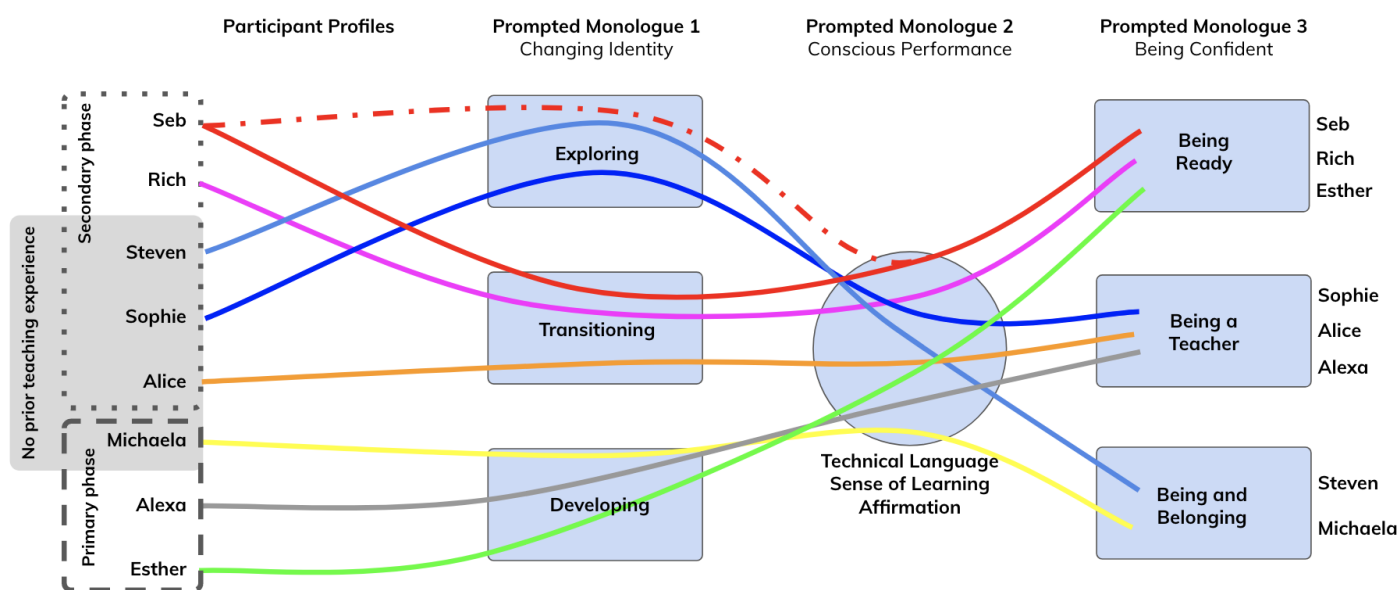 Participant Profiles
Prompted Monologue 1
Changing Identity
Prompted Monologue 2
Conscious Performance
Prompted Monologue 3
Being Confident
No prior teaching experience
Secondary phase
Primary phase
Seb
Rich
Steven
Sophie
Alice
Michaela
Alexa
Esther
Exploring
Transitioning
Developing
Technical Language
Sense of Learning
Affirmation
Being
Ready
Being a
Teacher
Being and
Belonging
Seb
Rich
Esther
Sophie
Alice
Alexa
Steven
Michaela